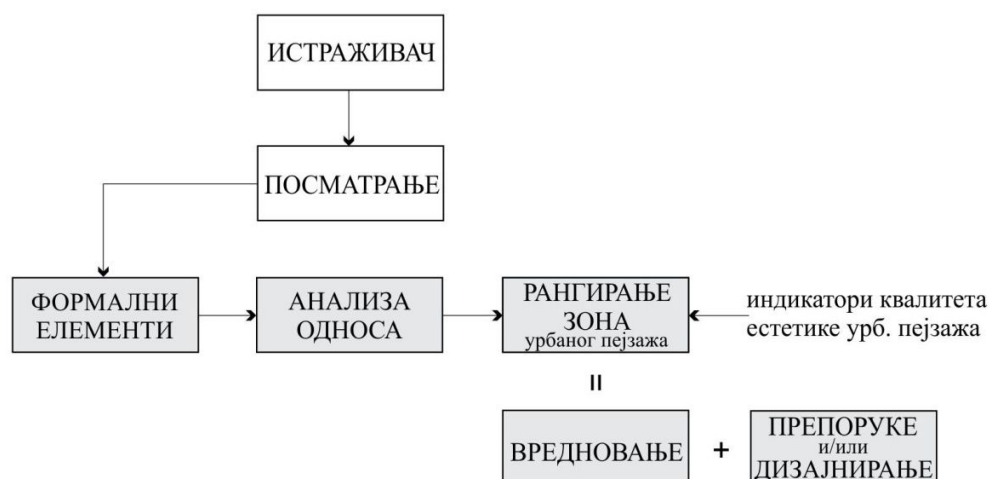 ИСТРАЖИВАЧ
ПОСМАТРАЊЕ
ФОРМАЛНИ
ЕЛЕМЕНТИ
АНАЛИЗА
ОДНОСА
РАНГИРАЊЕ
ЗОНА
урбаног пејзажа
индикатори квалитета
естетике урб. пејзажа
=
ВРЕДНОВАЊЕ
+
ПРЕПОРУКЕ
и/или
ДИЗАЈНИРАЊЕ